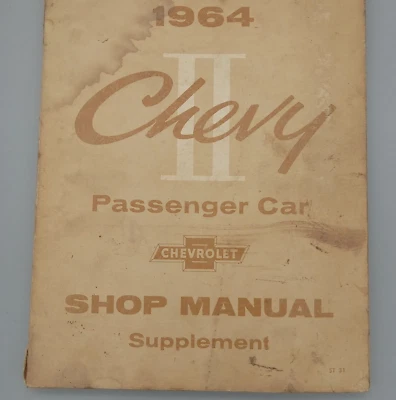 1964
Chevy
II
Passenger Car
CHEVROLET
SHOP MANUAL
Supplement